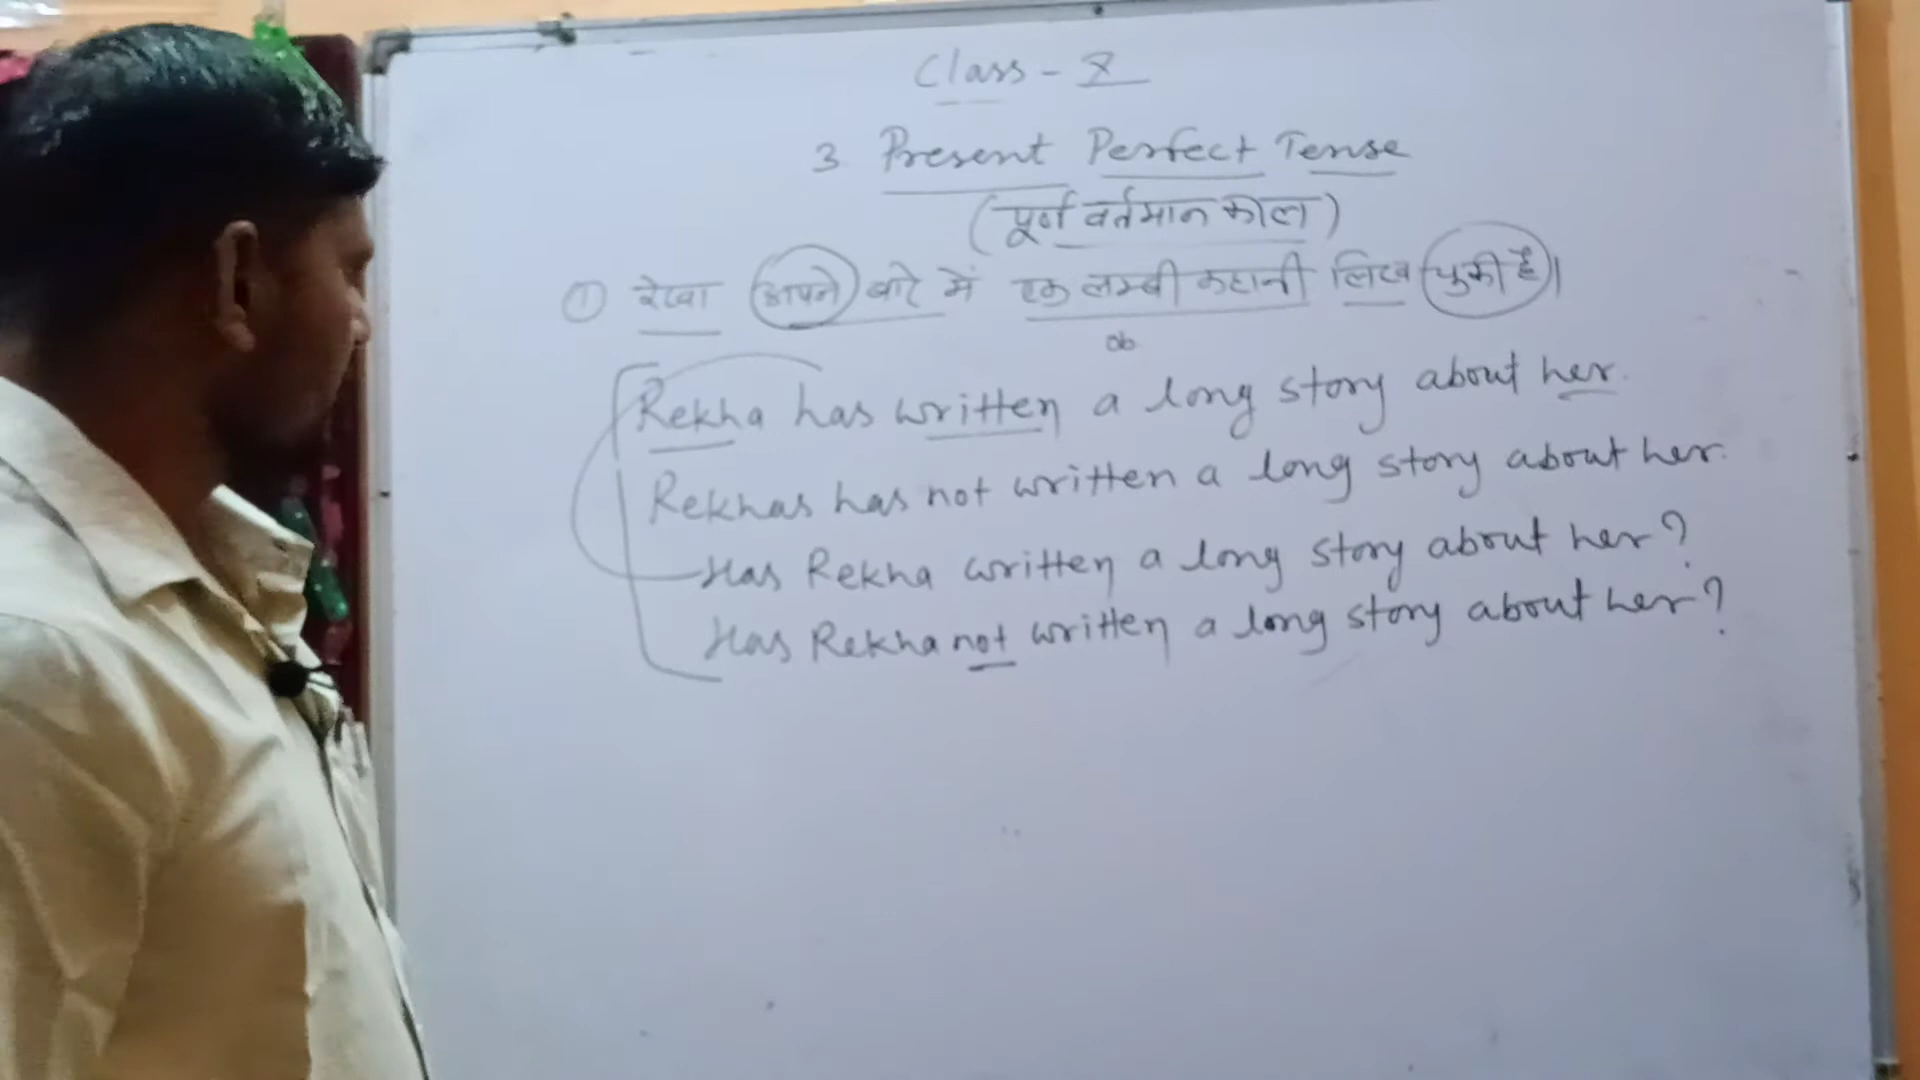 Class - X
3 Present Perfect Tense
(पूर्ण वर्तमान काल)
① रेखा अपने बारे में एक लम्बी कहानी लिख चुकी है।
ob
Rekha has written a long story about her.
Rekhas has not written a long story about her.
Has Rekha written a long story about her?
Has Rekha not written a long story about her?